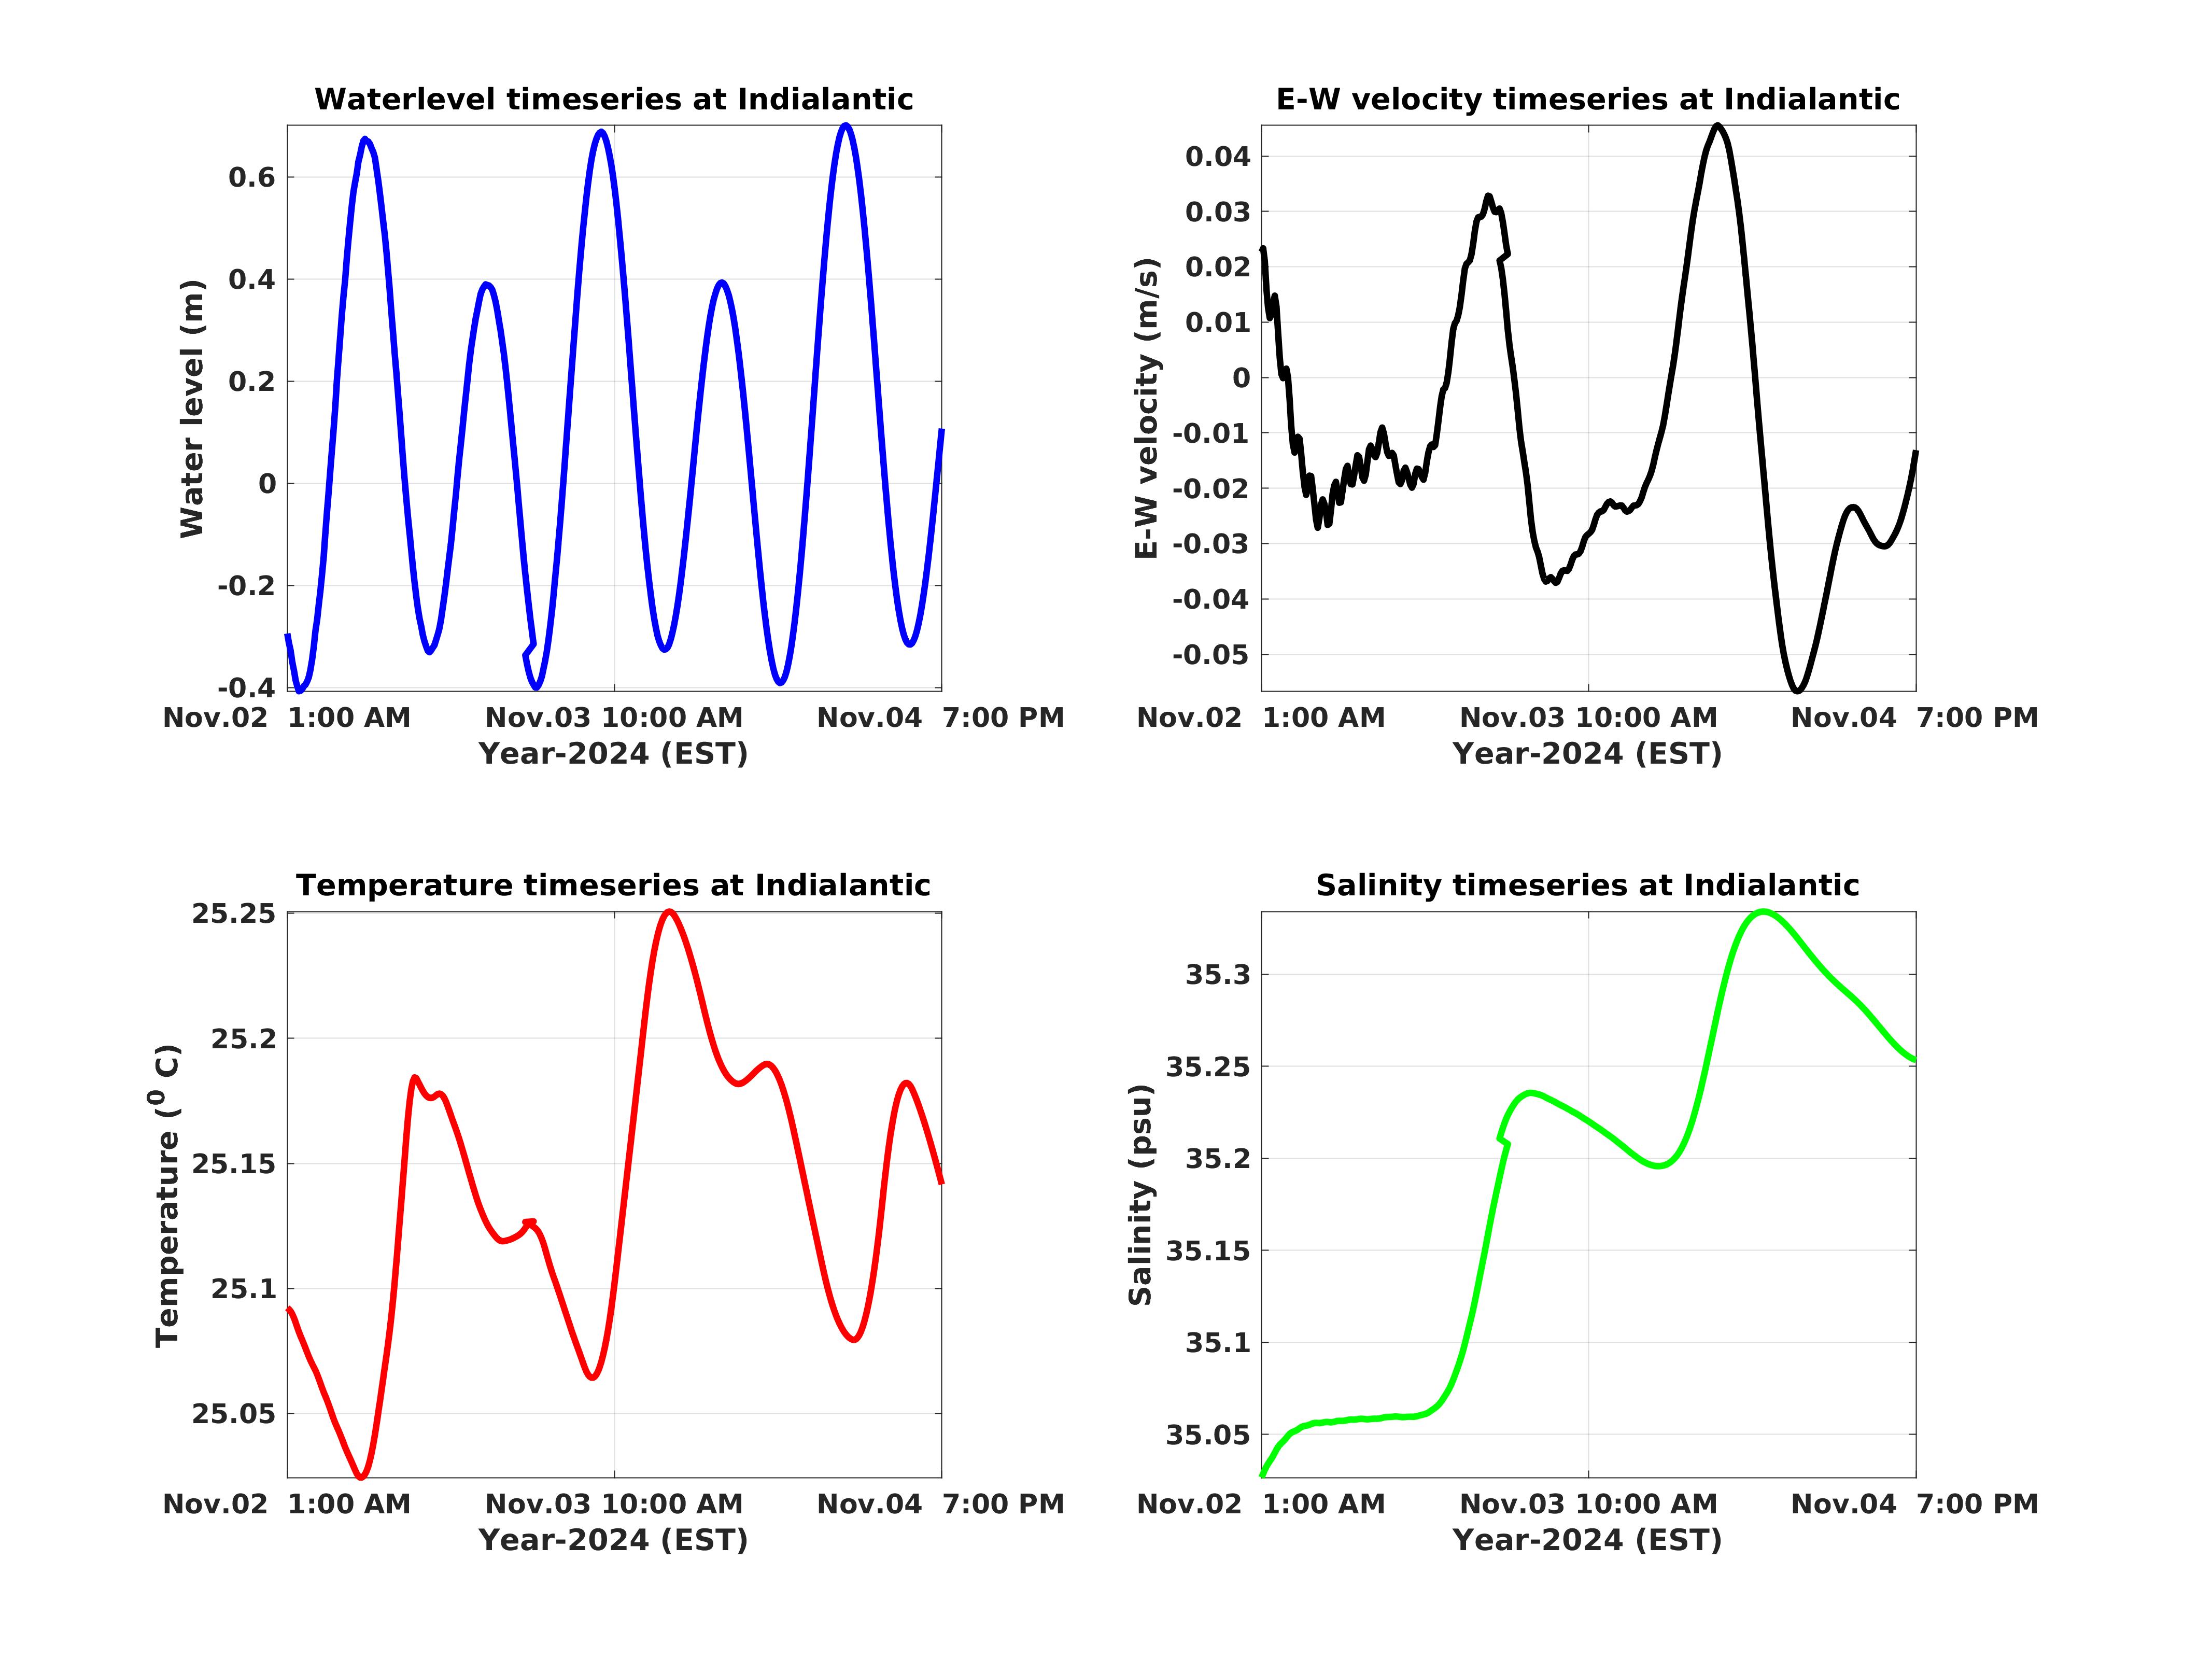 Waterlevel timeseries at Indialantic
0.6
0.4
0.2
0
-0.2
-0.4
Water level (m)
Nov.02 1:00 AM Nov.03 10:00 AM Nov.04 7:00 PM
Year-2024 (EST)
E-W velocity timeseries at Indialantic
0.04
0.03
0.02
0.01
0
-0.01
-0.02
-0.03
-0.04
-0.05
E-W velocity (m/s)
Nov.02 1:00 AM Nov.03 10:00 AM Nov.04 7:00 PM
Year-2024 (EST)
Temperature timeseries at Indialantic
25.25
25.2
25.15
25.1
25.05
Temperature (⁰ C)
Nov.02 1:00 AM Nov.03 10:00 AM Nov.04 7:00 PM
Year-2024 (EST)
Salinity timeseries at Indialantic
35.3
35.25
35.2
35.15
35.1
35.05
Salinity (psu)
Nov.02 1:00 AM Nov.03 10:00 AM Nov.04 7:00 PM
Year-2024 (EST)